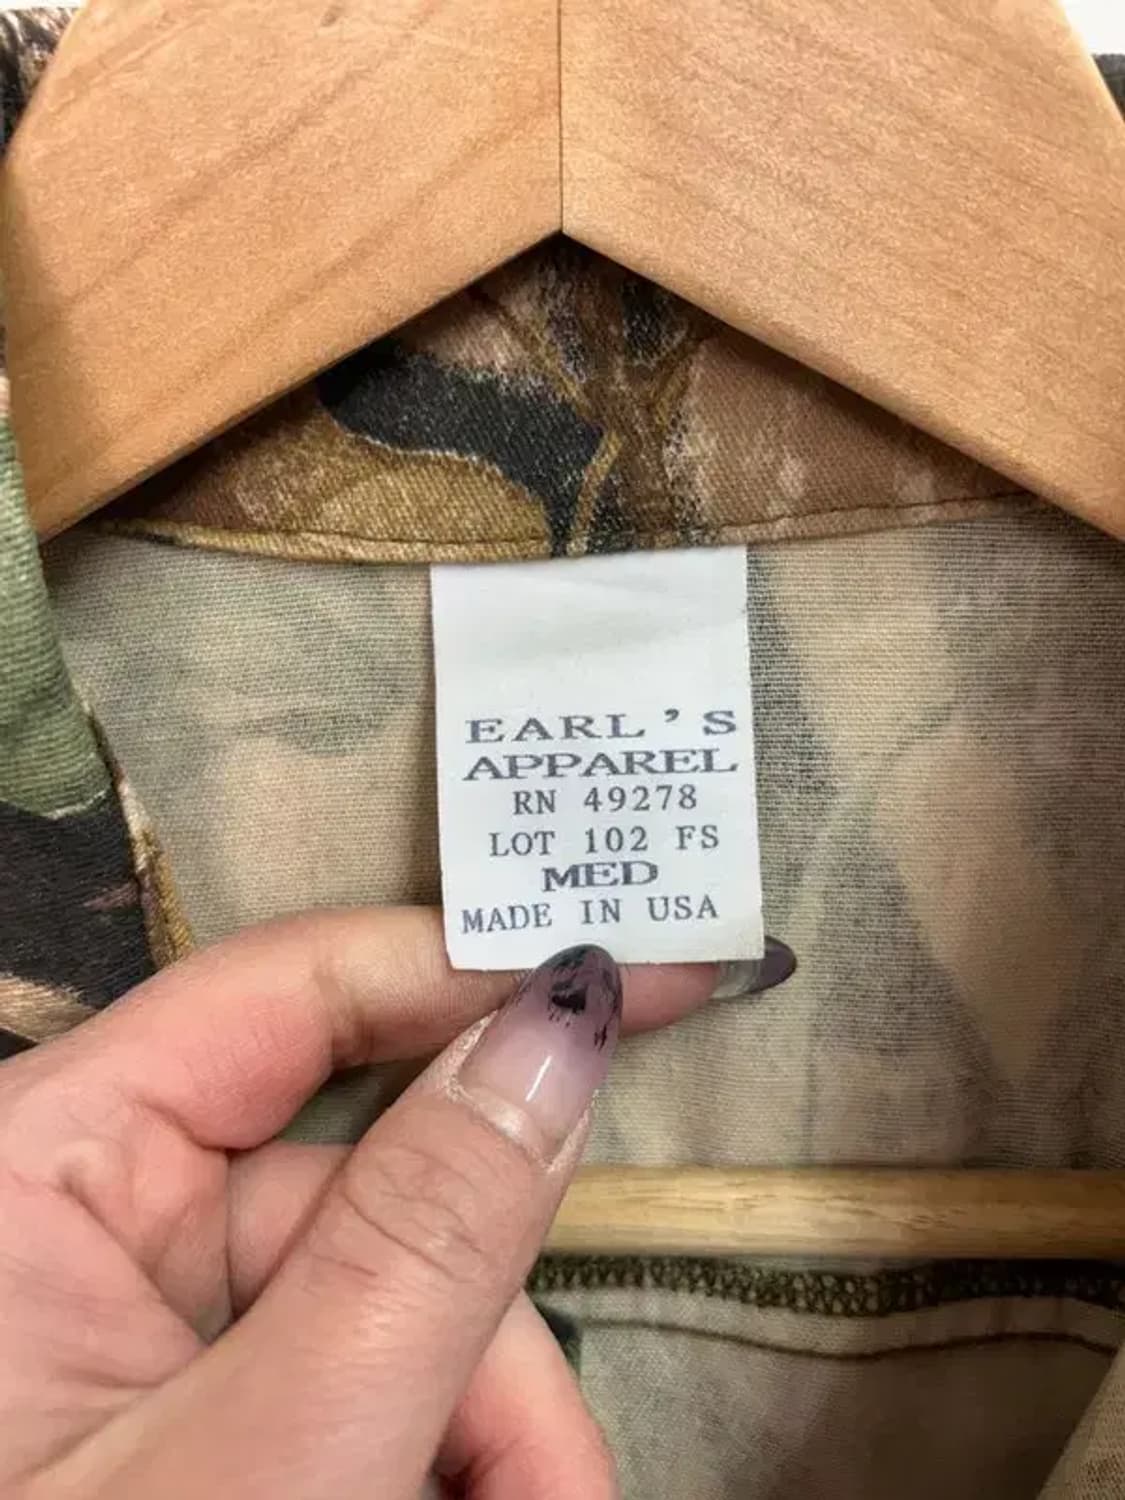 EARL'S
APPAREL
RN 49278
LOT 102 FS
MED
MADE IN USA